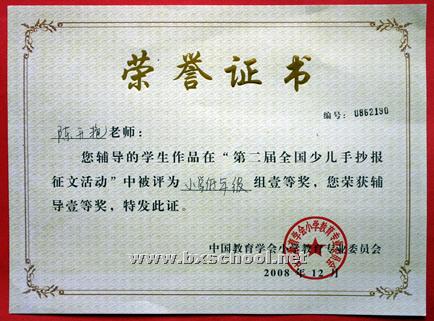 荣誉证书
编号：0862190
陈 老师：
您辅导的学生作品在“第二届全国少儿手抄报
征文活动”中被评为小学低年级组壹等奖，您荣获辅
导壹等奖，特发此证。
中国教育学会小学教育专业委员会
2008年12月
www.bxschool.net